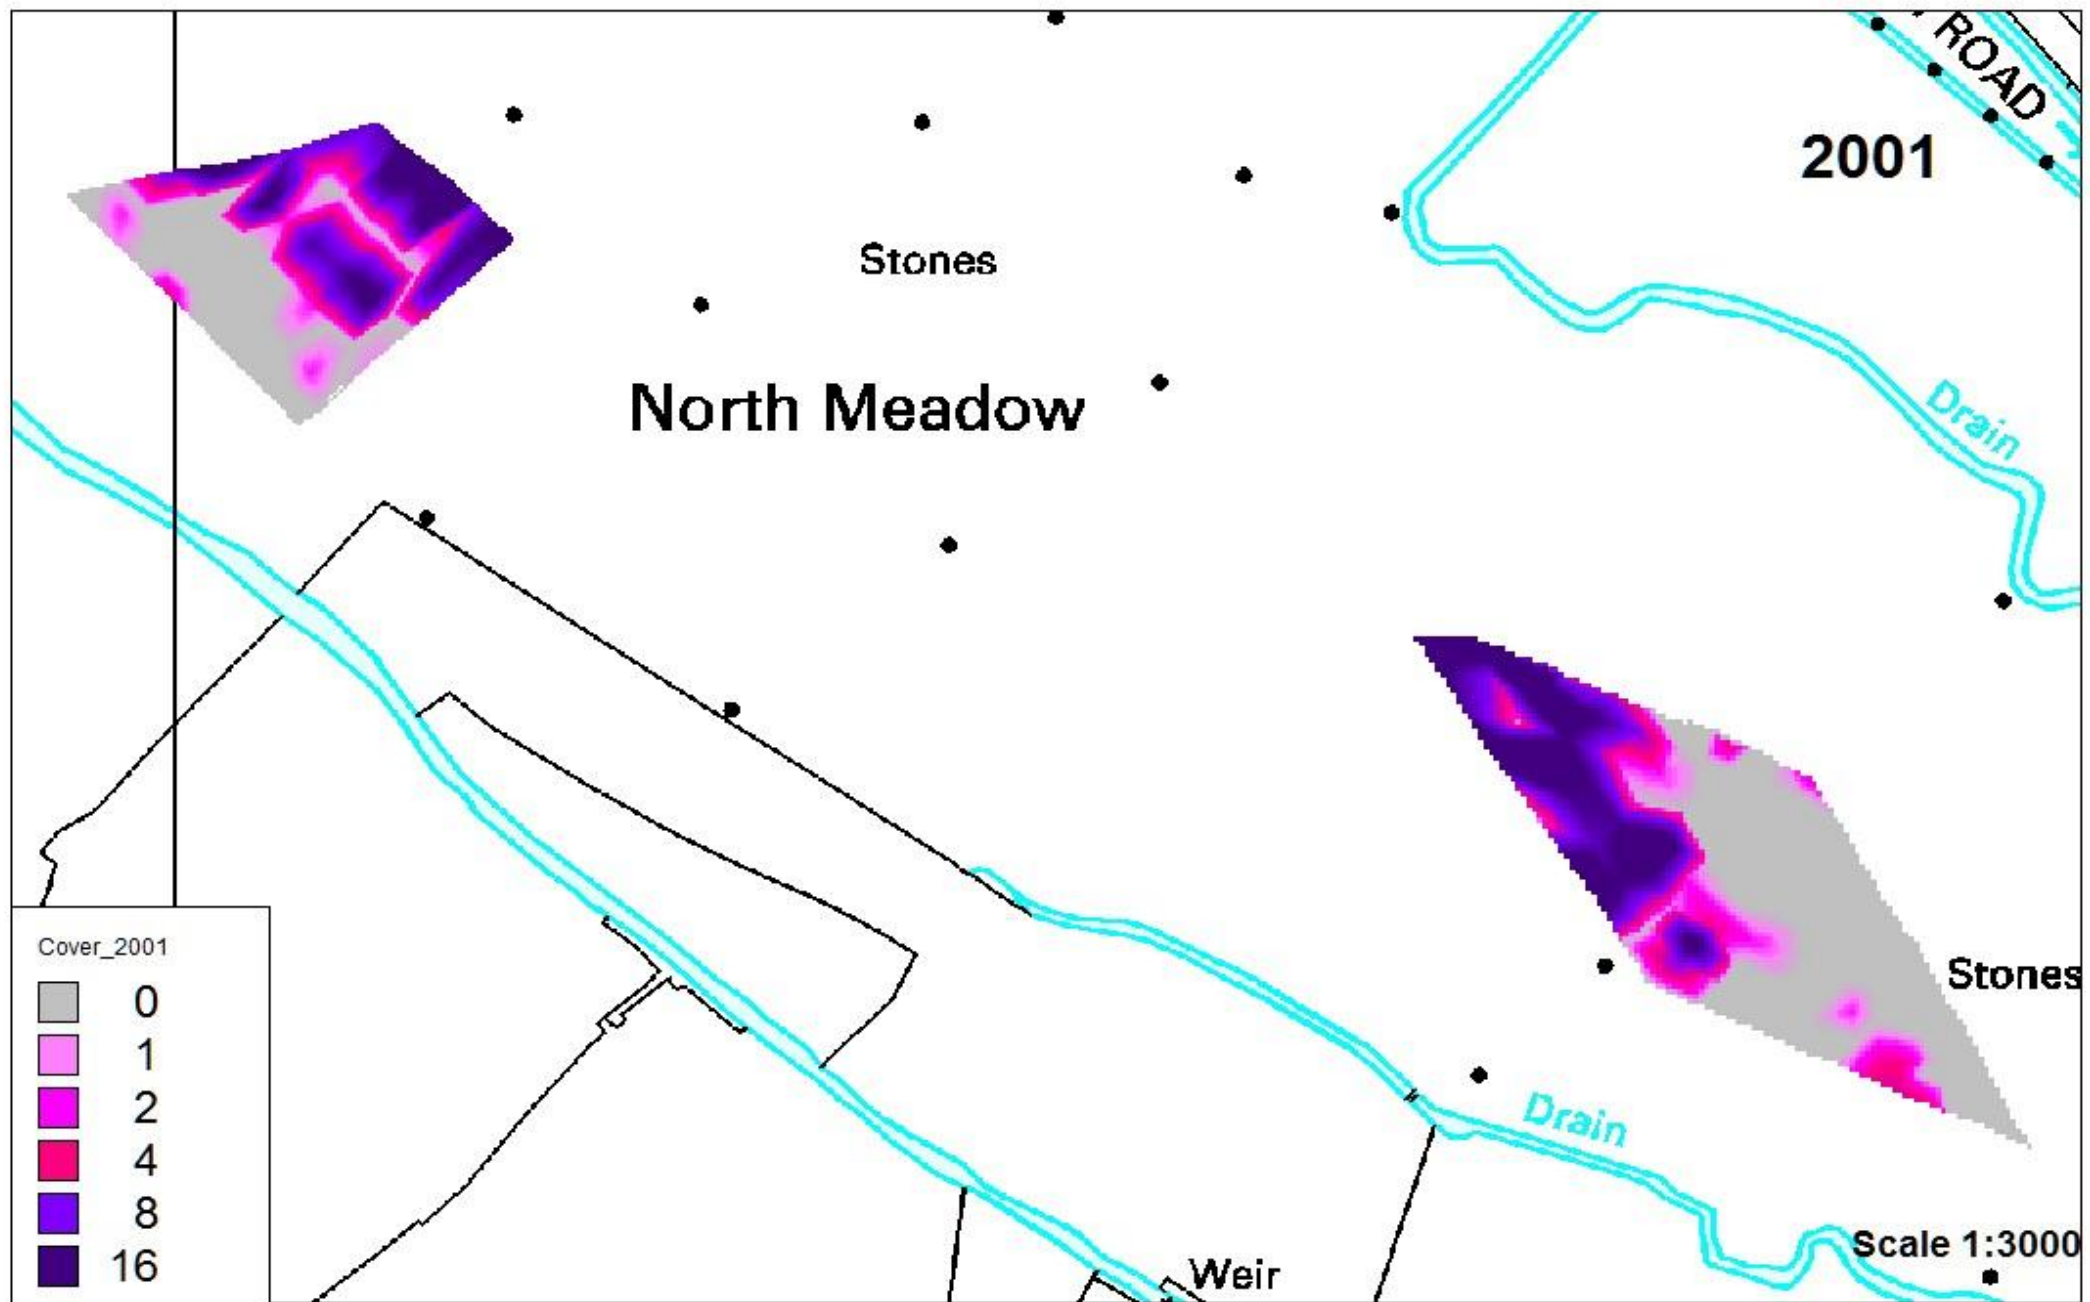 ROAD
2001
Stones
North Meadow
Drain
Cover_2001
0
1
2
4
8
16
Stones
Drain
Scale 1:3000
Weir